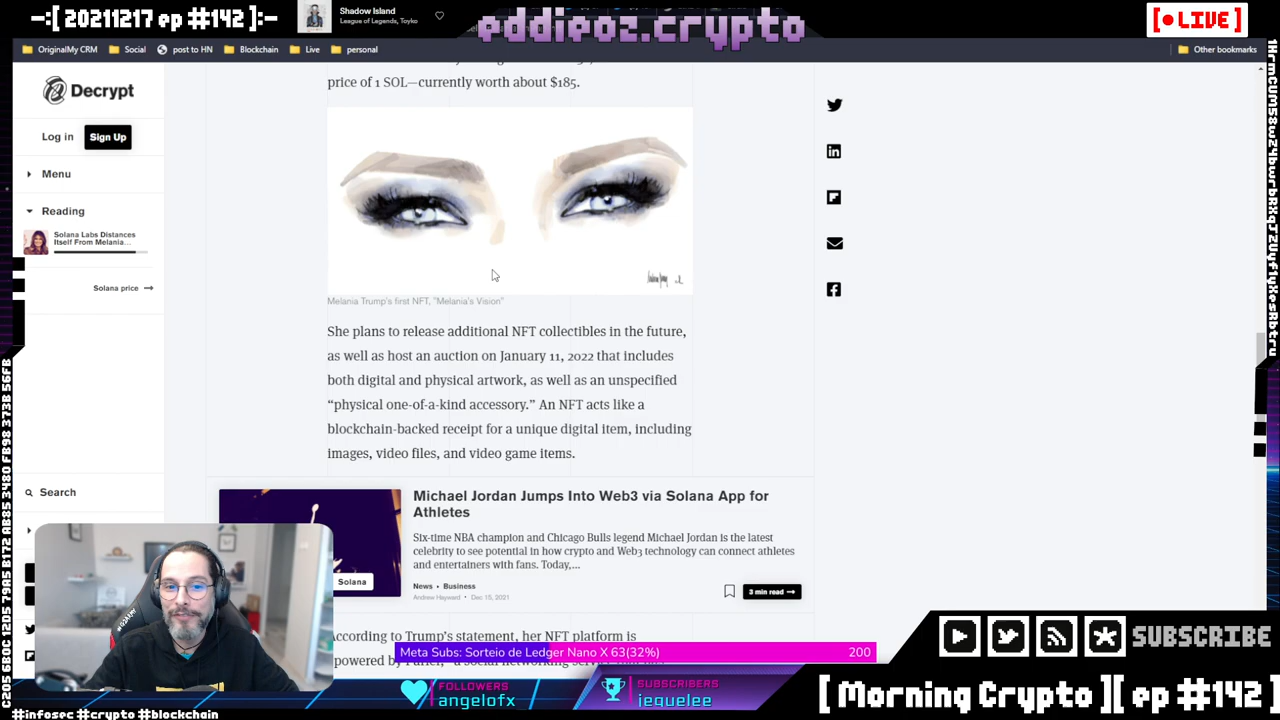 -:[ 20211217 ep #142 ]:-
Shadow Island
League of Legends, Toyko
eddieoz.crypto
[● LIVE]
OriginalMy CRM
Social
post to HN
Blockchain
Live
personal
Other bookmarks
Decrypt
Log in
Sign Up
Menu
Reading
Solana Labs Distances
Itself From Melania...
Solana price
Search
price of 1 SOL—currently worth about $185.
Melania Trump's first NFT, "Melania's Vision"
She plans to release additional NFT collectibles in the future,
as well as host an auction on January 11, 2022 that includes
both digital and physical artwork, as well as an unspecified
“physical one-of-a-kind accessory.” An NFT acts like a
blockchain-backed receipt for a unique digital item, including
images, video files, and video game items.
Solana
Michael Jordan Jumps Into Web3 via Solana App for
Athletes
Six-time NBA champion and Chicago Bulls legend Michael Jordan is the latest
celebrity to see potential in how crypto and Web3 technology can connect athletes
and entertainers with fans. Today,...
News • Business
Andrew Hayward • Dec 15, 2021
3 min read
According to Trump’s statement, her NFT platform is
Meta Subs: Sorteio de Ledger Nano X 63(32%)
200
SUBSCRIBE
FOLLOWERS
angelofx
SUBSCRIBERS
iequelee
[ Morning Crypto ][ ep #142 ]
#infosec #crypto #blockchain